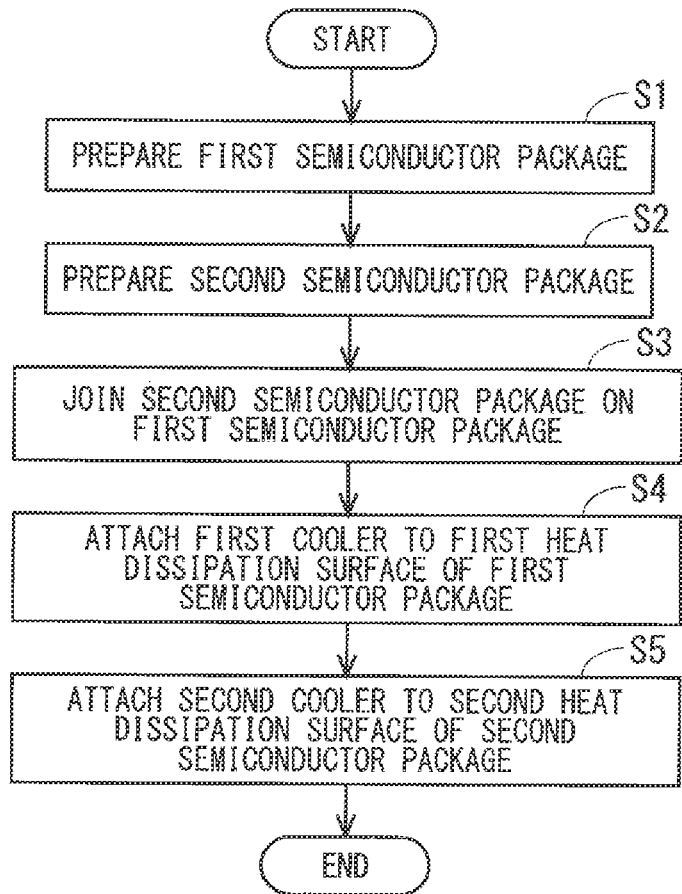 START
S1
PREPARE FIRST SEMICONDUCTOR PACKAGE
S2
PREPARE SECOND SEMICONDUCTOR PACKAGE
S3
JOIN SECOND SEMICONDUCTOR PACKAGE ON
FIRST SEMICONDUCTOR PACKAGE
S4
ATTACH FIRST COOLER TO FIRST HEAT
DISSIPATION SURFACE OF FIRST
SEMICONDUCTOR PACKAGE
S5
ATTACH SECOND COOLER TO SECOND HEAT
DISSIPATION SURFACE OF SECOND
SEMICONDUCTOR PACKAGE
END